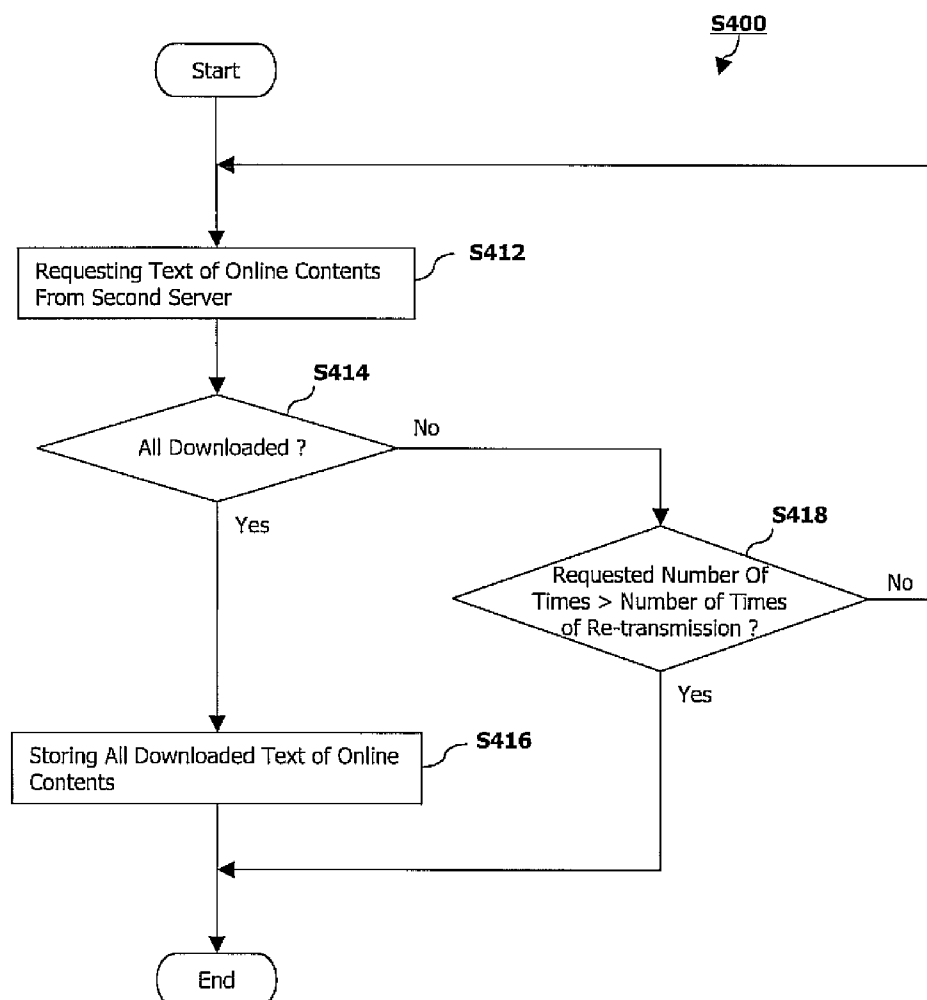 S400
Start
S412
Requesting Text of Online Contents
From Second Server
S414
All Downloaded ?
No
Yes
S418
Requested Number Of
Times > Number of Times
of Re-transmission ?
No
Yes
S416
Storing All Downloaded Text of Online
Contents
End